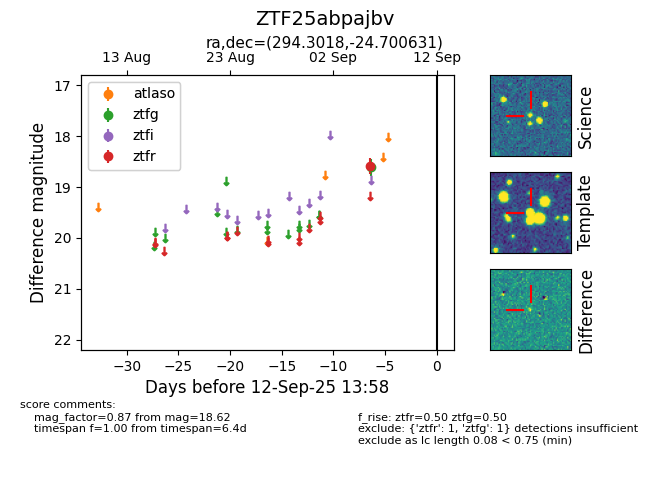 ZTF25abpajbv
ra,dec=(294.3018,-24.700631)
13 Aug 23 Aug 02 Sep 12 Sep
17
18
19
20
21
22
Difference magnitude
atlaso
ztfg
ztfi
ztfr
−30 −25 −20 −15 −10 −5 0
Days before 12-Sep-25 13:58
Science
Template
Difference
score comments:
mag_factor=0.87 from mag=18.62
timespan f=1.00 from timespan=6.4d
f_rise: ztfr=0.50 ztfg=0.50
exclude: {'ztfr': 1, 'ztfg': 1} detections insufficient
exclude as lc length 0.08 < 0.75 (min)